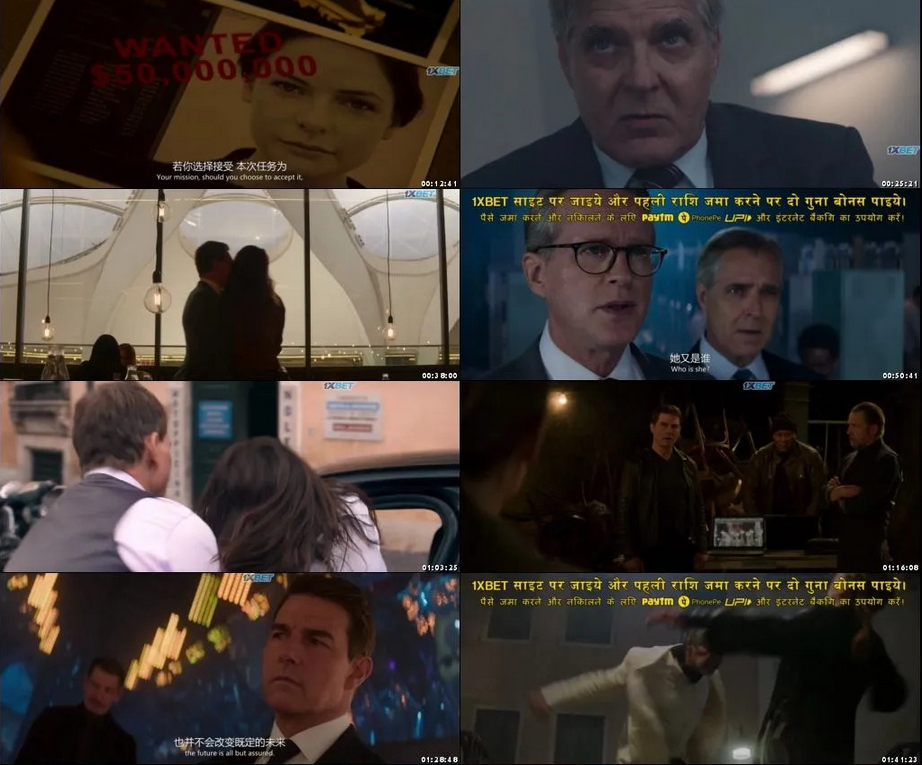 WANTED
$50,000,000
1XBET
若你选择接受 本次任务为
Your mission, should you choose to accept it,
00:12:41
1XBET
00:25:21
1XBET
00:38:00
1XBET साइट पर जाइये और पहली राशि जमा करने पर दो गुना बोनस पाइये।
पैसे जमा करने और निकालने के लिए Paytm PhonePe UPI और इंटरनेट बैंकिंग का उपयोग करें!
她又是谁
Who is she?
00:50:41
1XBET
01:03:25
1XBET
01:16:08
1XBET
也并不会改变既定的未来
the future is all but assured.
01:28:48
1XBET साइट पर जाइये और पहली राशि जमा करने पर दो गुना बोनस पाइये।
पैसे जमा करने और निकालने के लिए Paytm PhonePe UPI और इंटरनेट बैंकिंग का उपयोग करें!
01:41:23